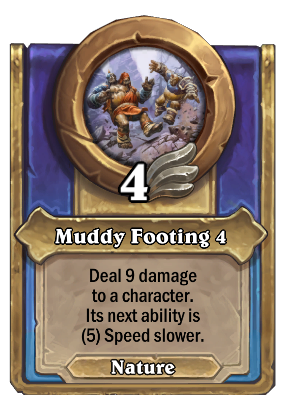 4
Muddy Footing 4
Deal 9 damage
to a character.
Its next ability is
(5) Speed slower.
Nature